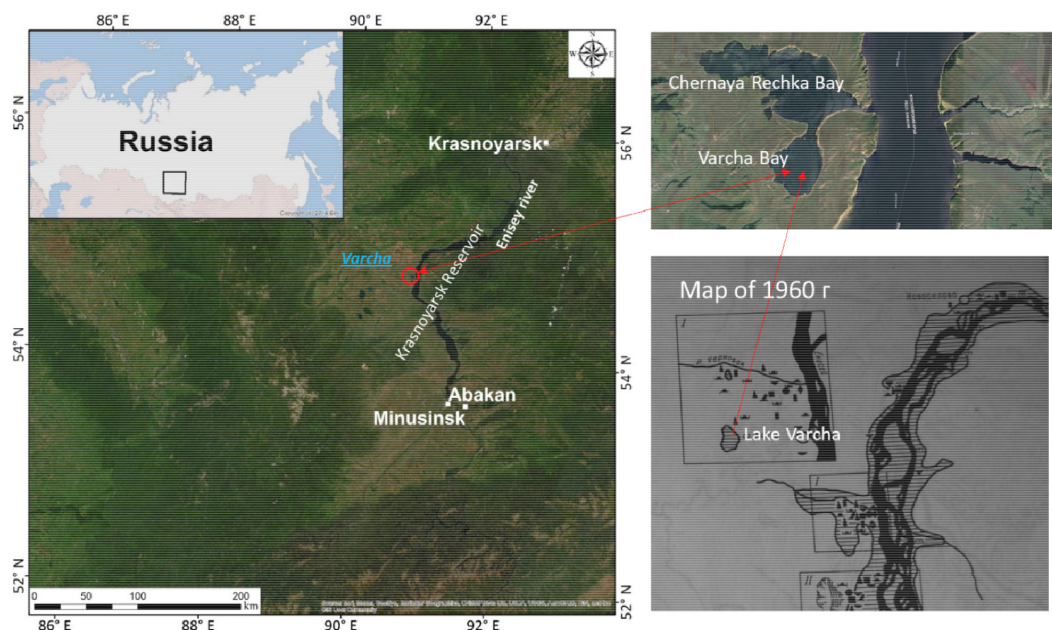 86° E 88° E 90° E 92° E
N
W E
S
56° N
56° N
Russia
Krasnoyarsk
Enisey river
Varcha
Krasnoyarsk Reservoir
54° N
54° N
Abakan
Minusinsk
52° N
52° N
0 50 100 200
km
86° E 88° E 90° E 92° E
Chernaya Rechka Bay
Varcha Bay
Map of 1960 г
I
Lake Varcha
I
II